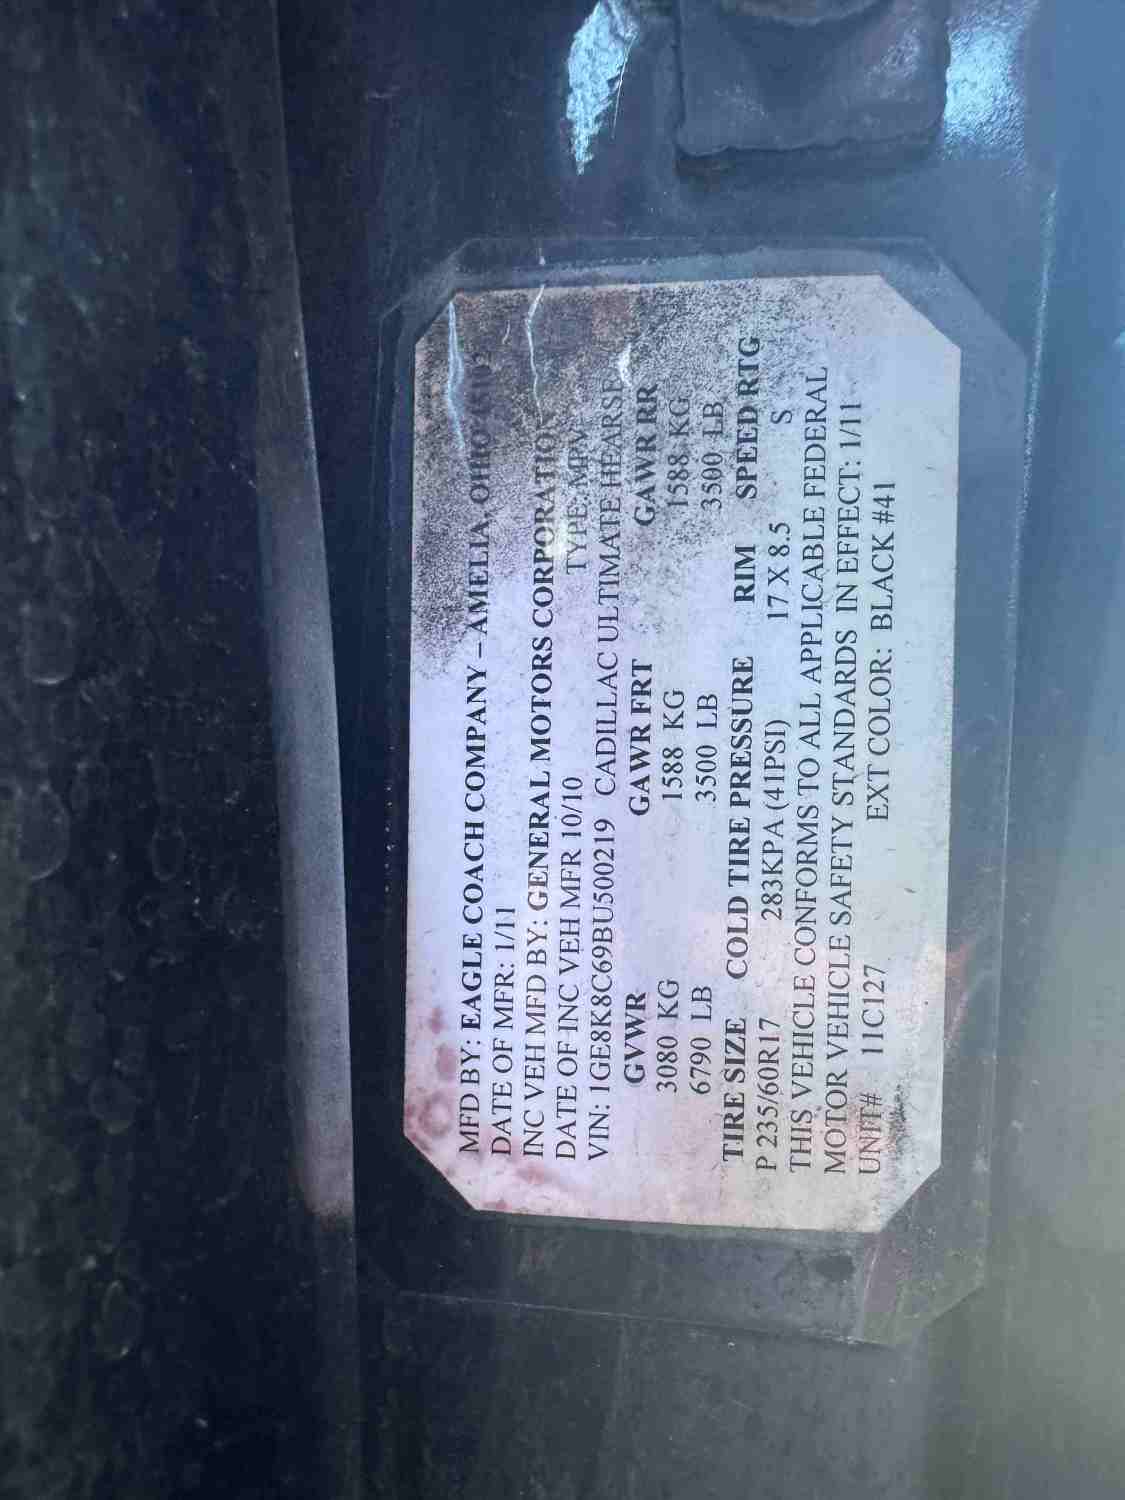 MFD BY: EAGLE COACH COMPANY – AMELIA, OHIO 45102
DATE OF MFR: 1/11
INC VEH MFD BY: GENERAL MOTORS CORPORATION
DATE OF INC VEH MFR 10/10 TYPE: MPV
VIN: 1GE8K8C69BU500219 CADILLAC ULTIMATE HEARSE
GVWR GAWR FRT GAWR RR
3080 KG 1588 KG 1588 KG
6790 LB 3500 LB 3500 LB
TIRE SIZE COLD TIRE PRESSURE RIM SPEED RTG
P 235/60R17 283KPA (41PSI) 17 X 8.5 S
THIS VEHICLE CONFORMS TO ALL APPLICABLE FEDERAL
MOTOR VEHICLE SAFETY STANDARDS IN EFFECT: 1/11
UNIT# 11C127 EXT COLOR: BLACK #41